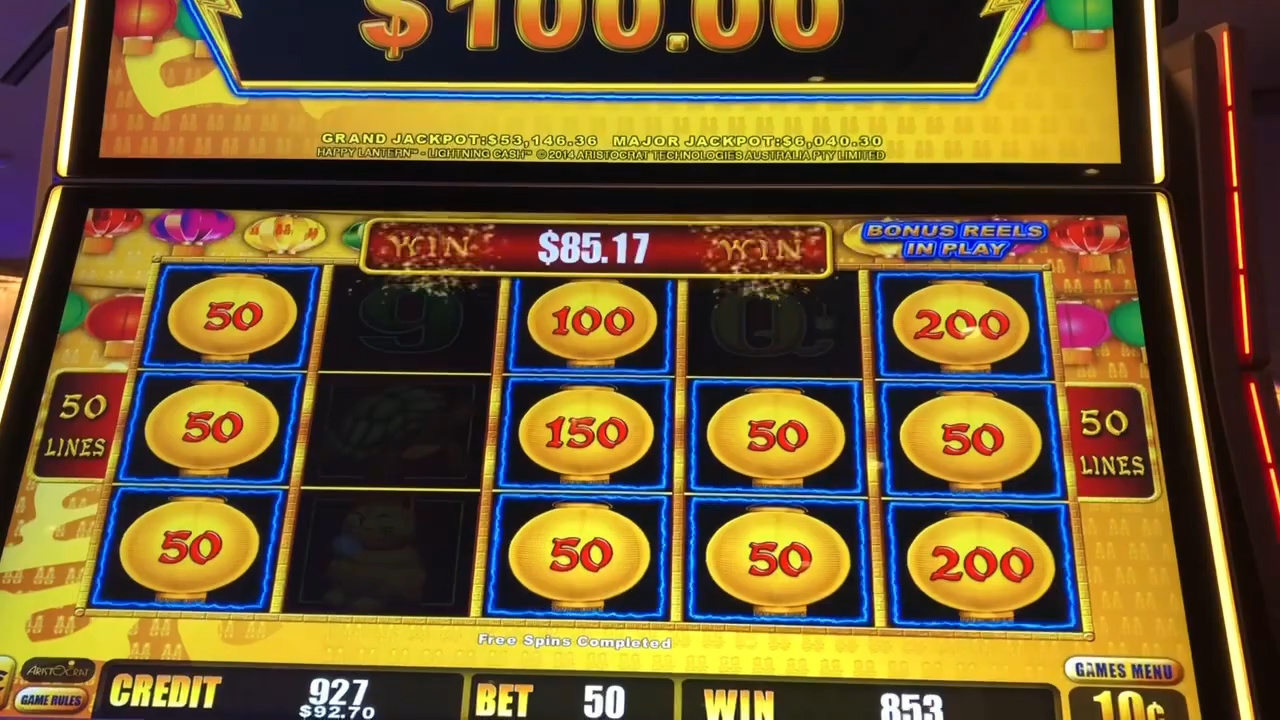 $100.00
GRAND JACKPOT:$53,146.36 MAJOR JACKPOT:$6,040.30
HAPPY LANTERN™ - LIGHTNING CASH™ © 2014 ARISTOCRAT TECHNOLOGIES AUSTRALIA PTY LIMITED
WIN $85.17 WIN
BONUS REELS
IN PLAY
50 9 100 Q 200
50 150 50 50
50 50 50 200
50
LINES
50
LINES
Free Spins Completed
ARISTOCRAT
GAME RULES
CREDIT 927
$92.70
BET 50
WIN 853
GAMES MENU
10¢